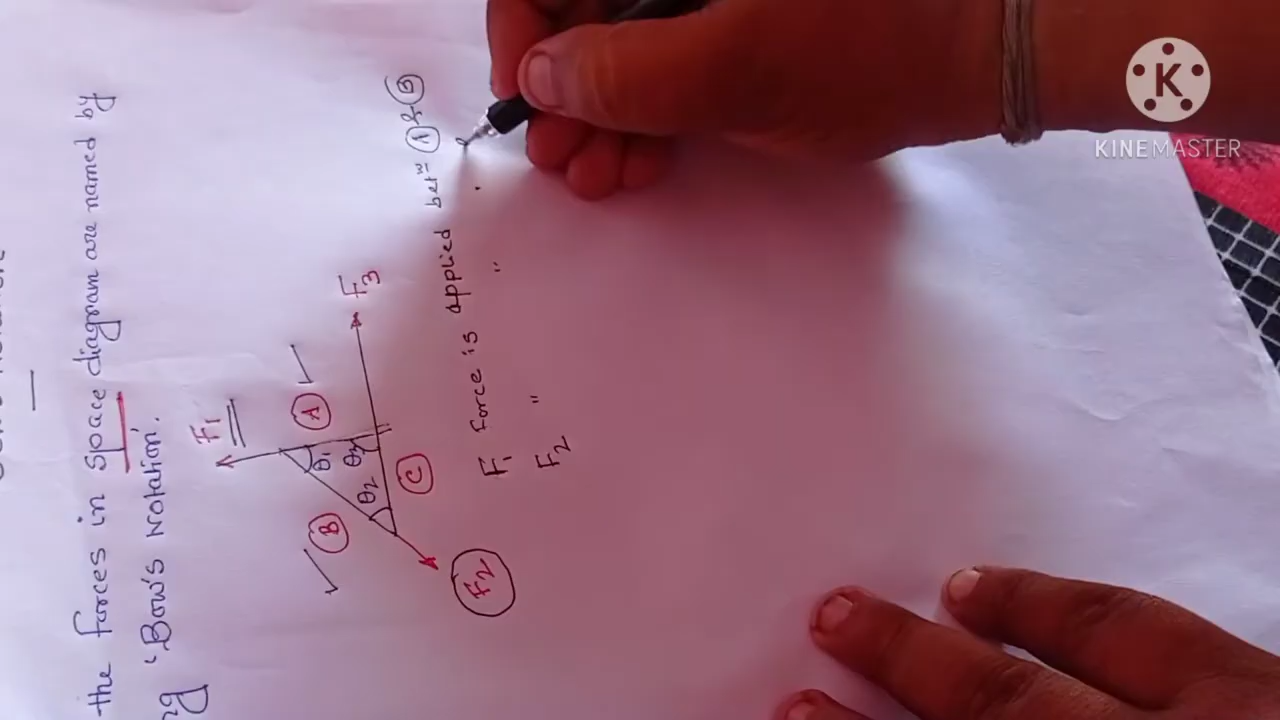 the forces in space diagram are named by
'Bow's Notation'.
F1
A
B
C
θ1
θ2
θ3
F3
F2
F1 force is applied betn A & B
F2 " "
KINEMASTER